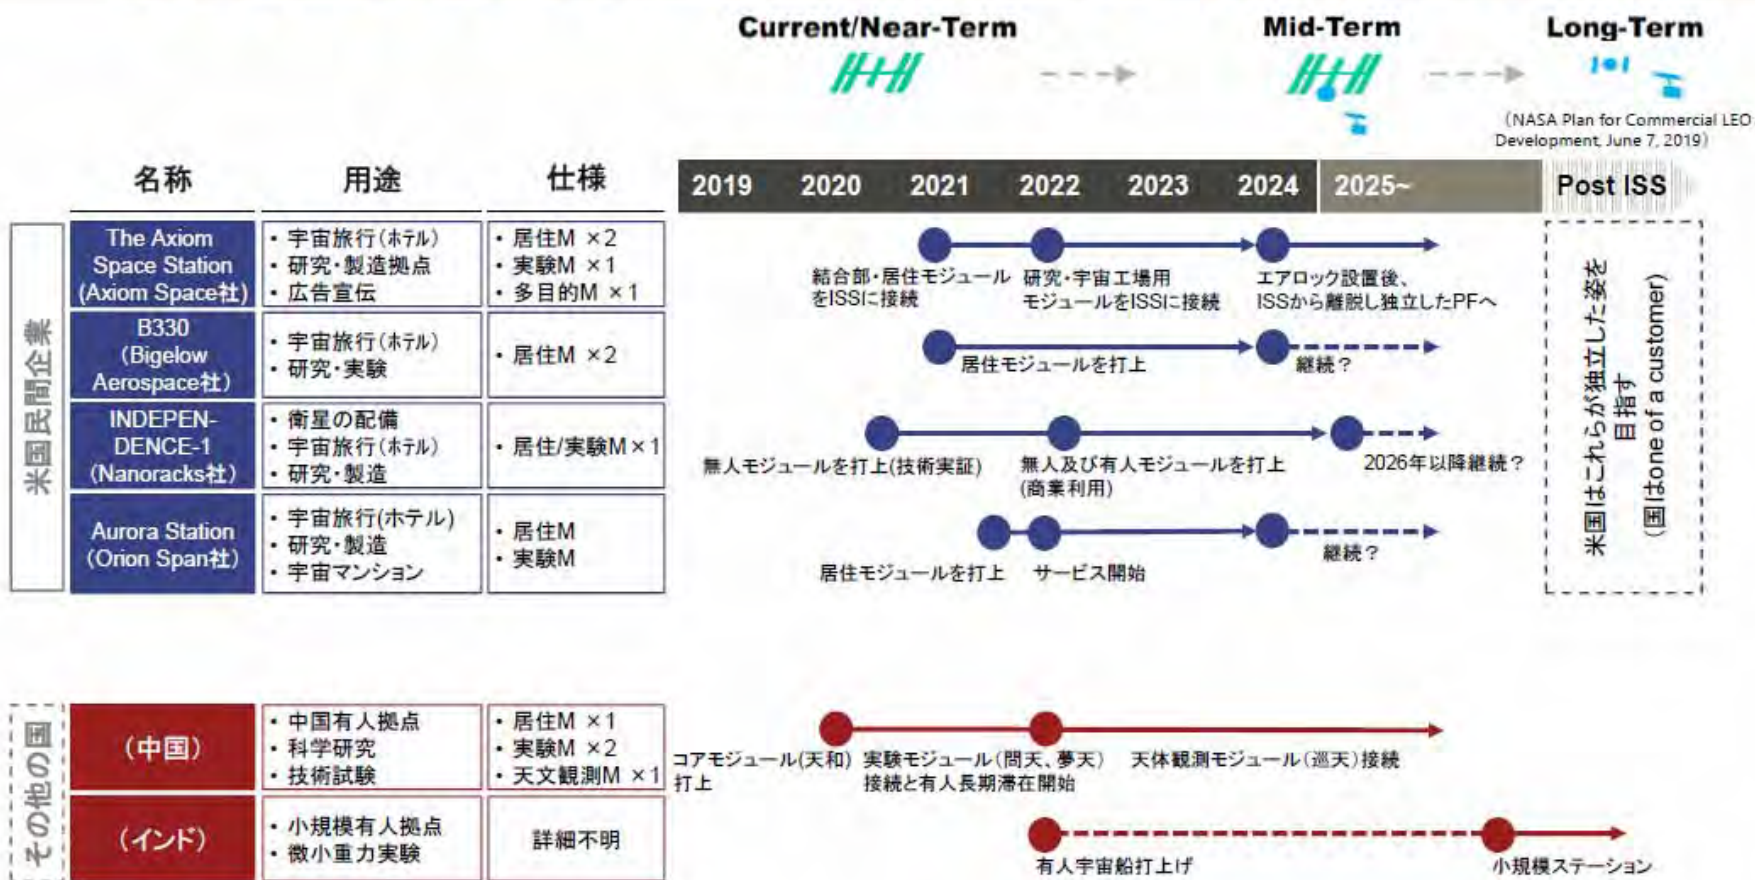 Current/Near-Term
Mid-Term
Long-Term
（NASA Plan for Commercial LEO
Development, June 7, 2019）
名称
用途
仕様
2019
2020
2021
2022
2023
2024
2025~
Post ISS
米国民間企業
The Axiom
Space Station
(Axiom Space社)
・宇宙旅行（ホテル）
・研究・製造拠点
・広告宣伝
・居住M ×2
・実験M ×1
・多目的M ×1
結合部・居住モジュール
をISSに接続
研究・宇宙工場用
モジュールをISSに接続
エアロック設置後、
ISSから離脱し独立したPFへ
B330
（Bigelow
Aerospace社）
・宇宙旅行（ホテル）
・研究・実験
・居住M ×2
居住モジュールを打上
継続？
INDEPEN-
DENCE-1
（Nanoracks社）
・衛星の配備
・宇宙旅行（ホテル）
・研究・製造
・居住/実験M×1
無人モジュールを打上(技術実証)
無人及び有人モジュールを打上
(商業利用)
2026年以降継続？
Aurora Station
（Orion Span社）
・宇宙旅行(ホテル)
・研究・製造
・宇宙マンション
・居住M
・実験M
居住モジュールを打上
サービス開始
継続？
米国はこれらが独立した姿を
目指す
（国はone of a customer)
その他の国
（中国）
・中国有人拠点
・科学研究
・技術試験
・居住M ×1
・実験M ×2
・天文観測M ×1
コアモジュール(天和)
打上
実験モジュール（問天、夢天）
接続と有人長期滞在開始
天体観測モジュール（巡天）接続
（インド）
・小規模有人拠点
・微小重力実験
詳細不明
有人宇宙船打上げ
小規模ステーション